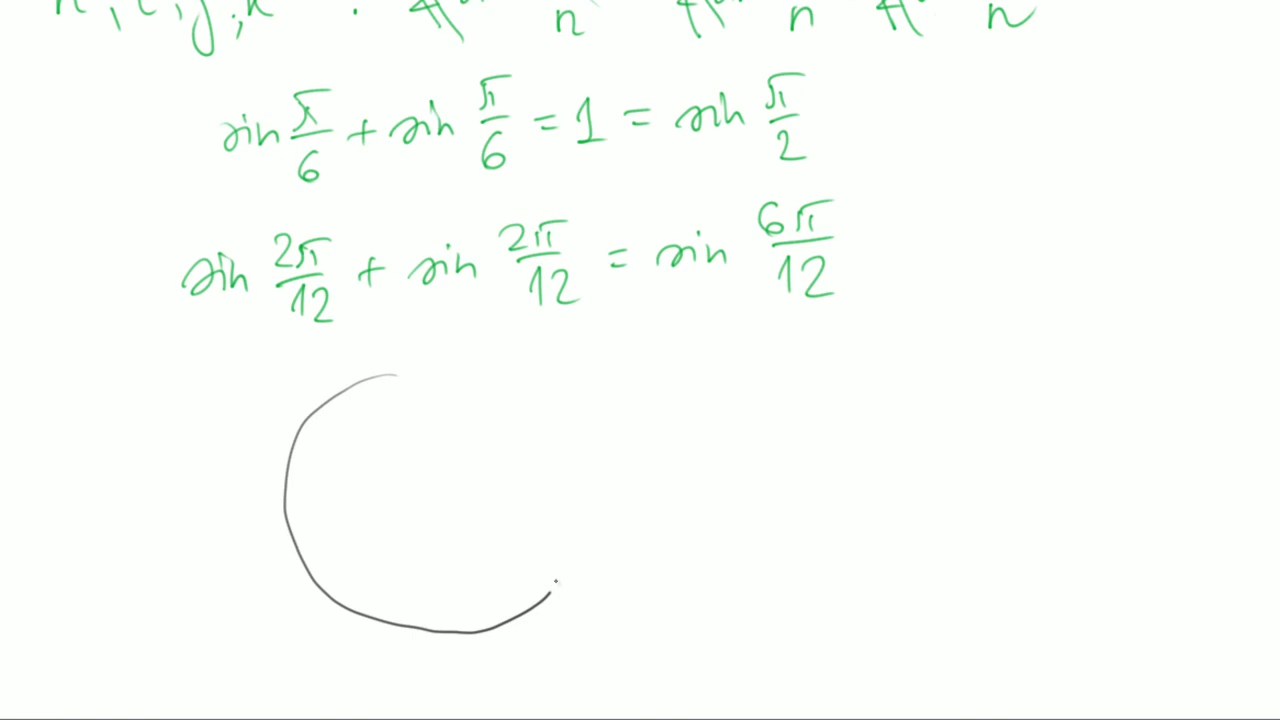 n n n
sin π/6 + sin π/6 = 1 = sin π/2
sin 2π/12 + sin 2π/12 = sin 6π/12